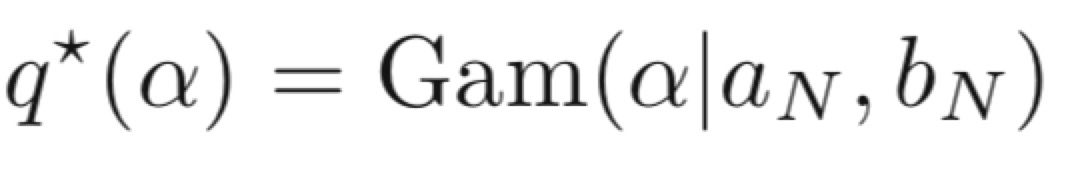 q⋆(α) = Gam(α|a_N, b_N)